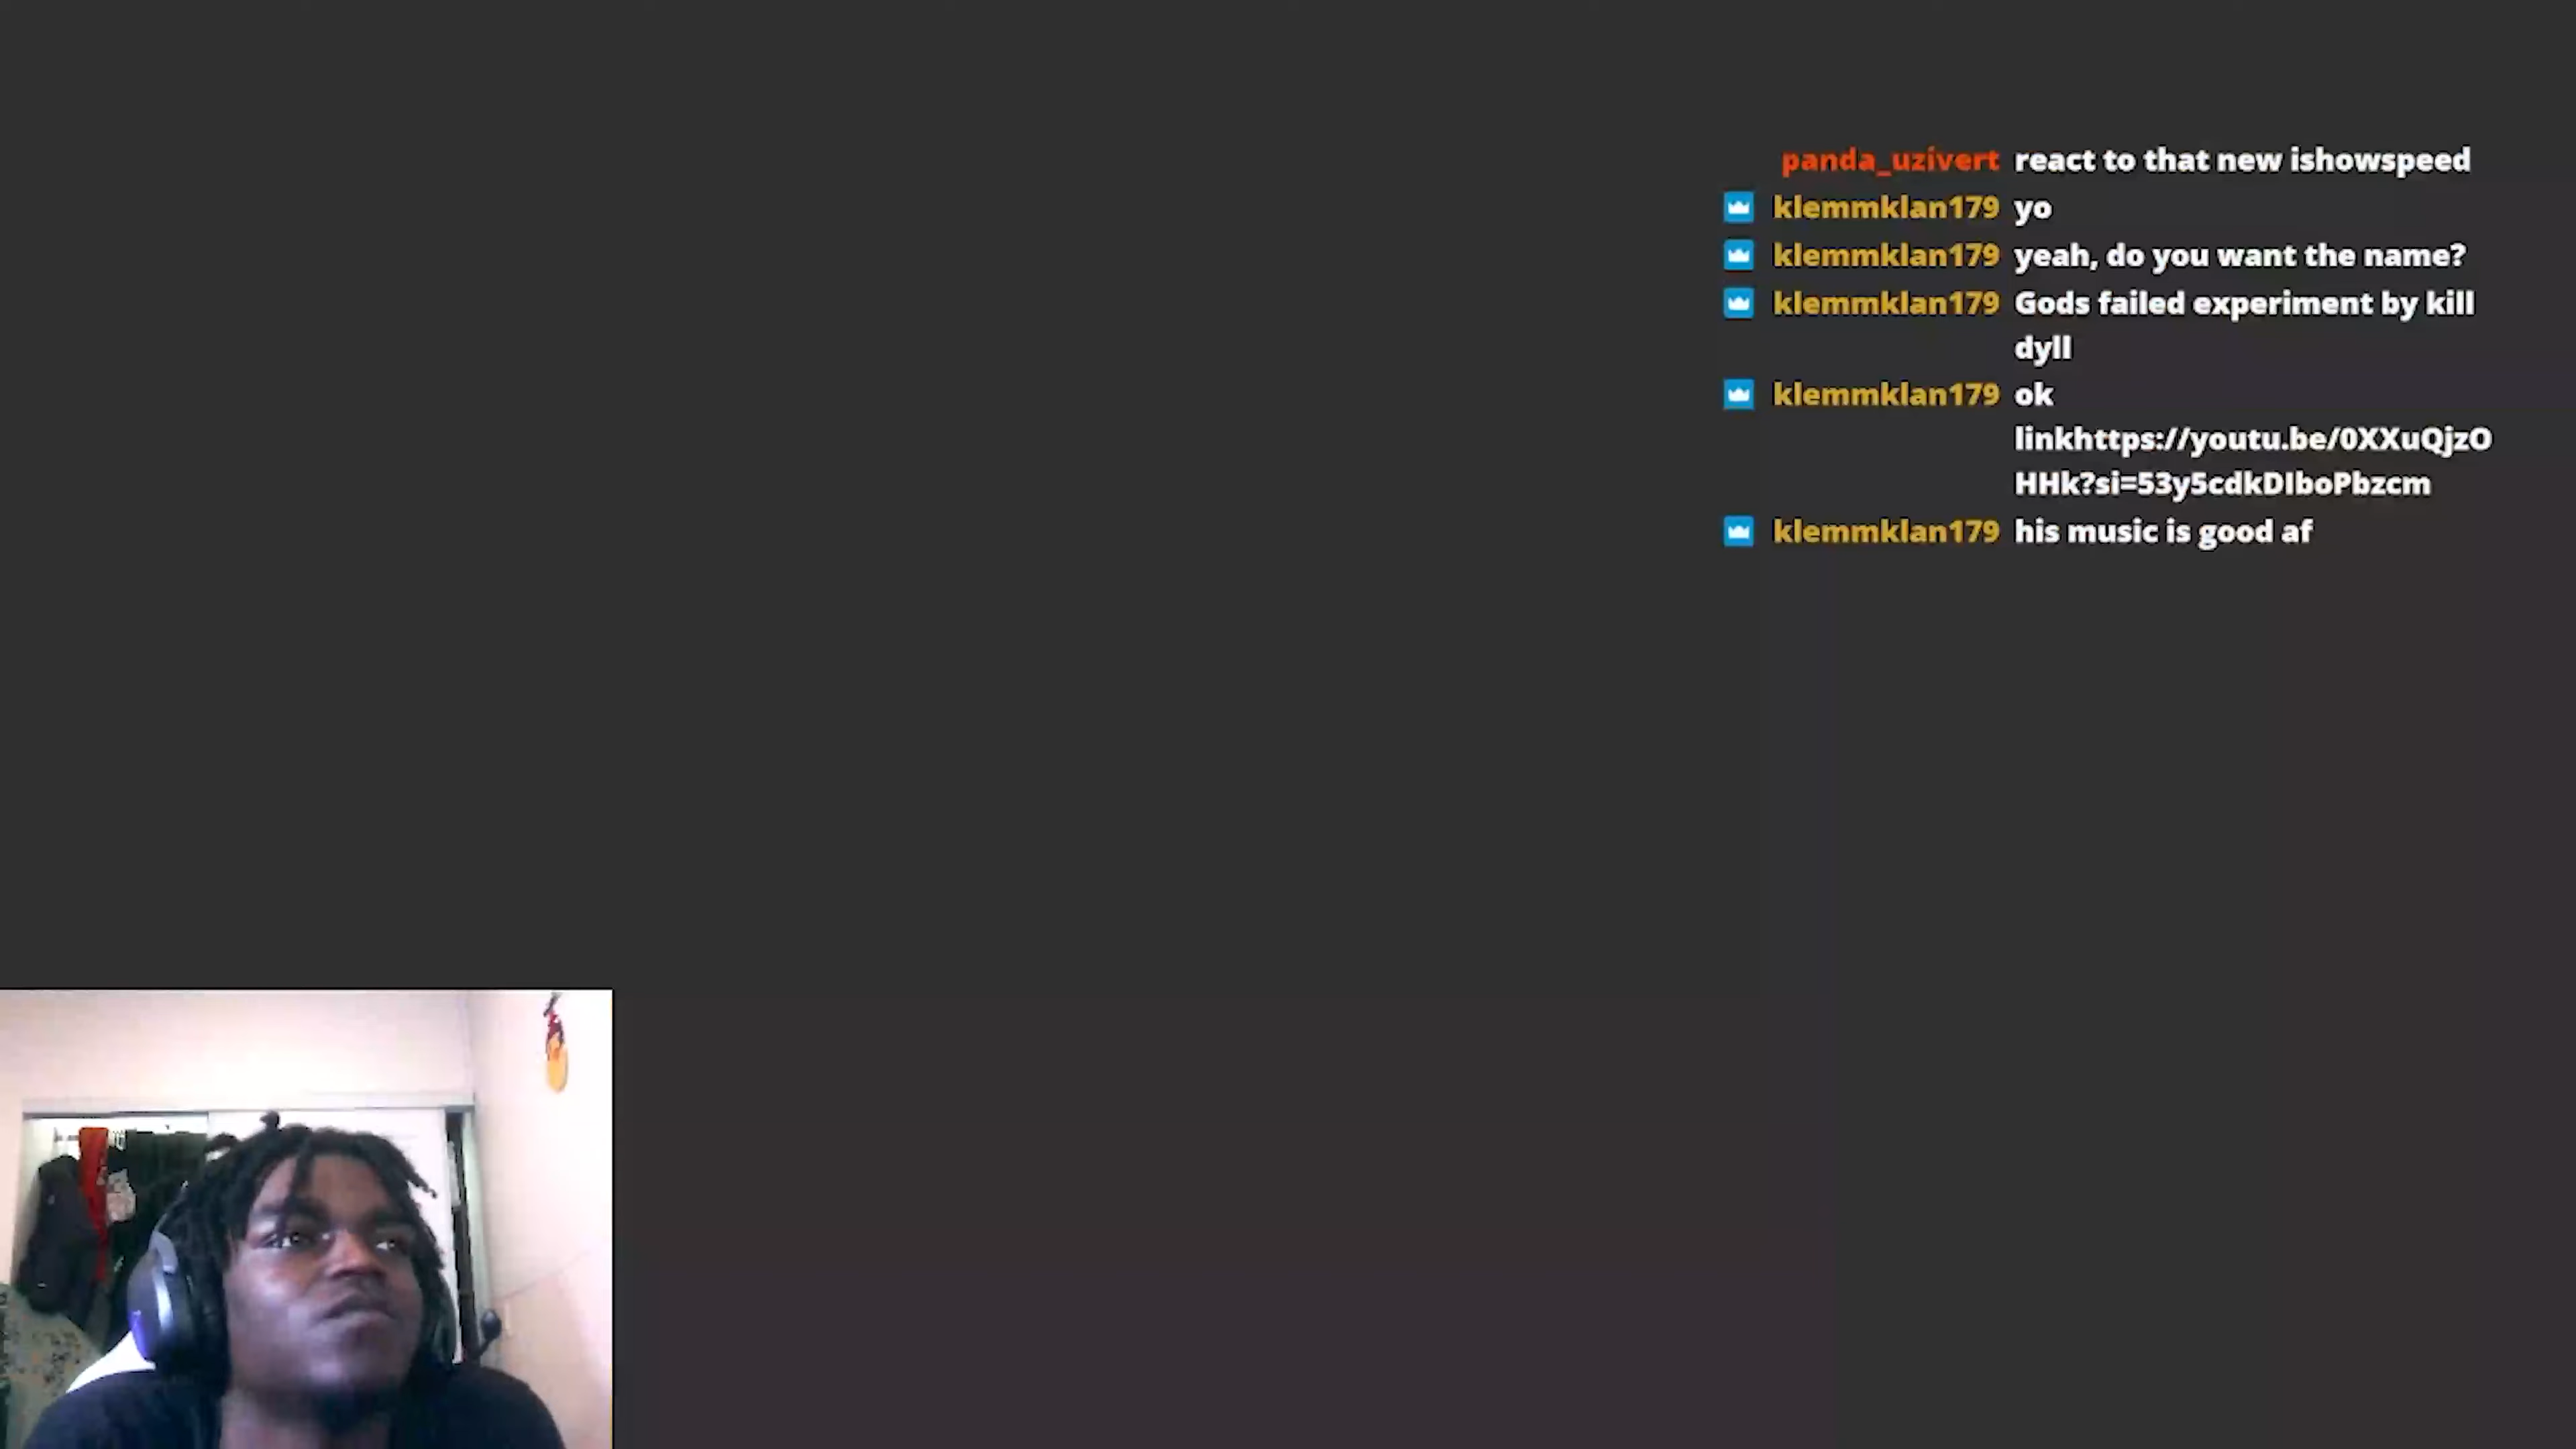 panda_uzivert react to that new ishowspeed
klemmklan179 yo
klemmklan179 yeah, do you want the name?
klemmklan179 Gods failed experiment by kill
dyll
klemmklan179 ok
linkhttps://youtu.be/0XXuQjzO
HHk?si=53y5cdkDIboPbzcm
klemmklan179 his music is good af